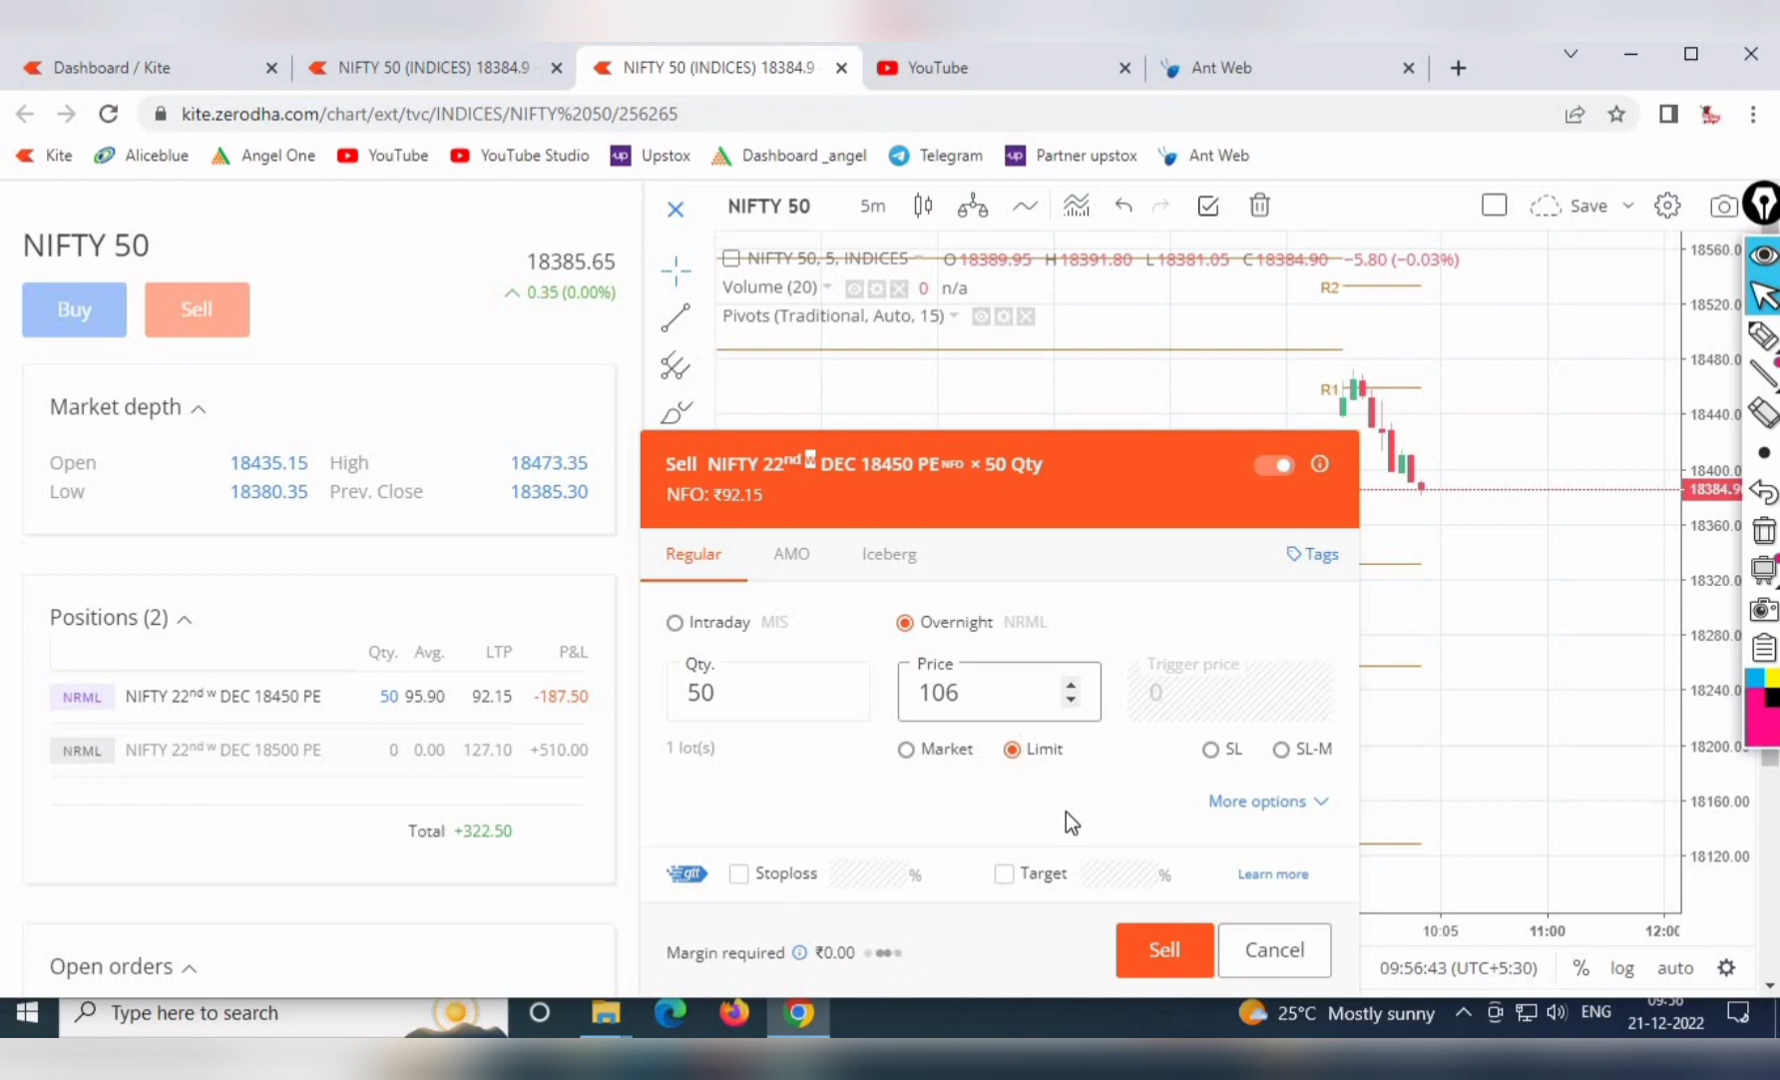 Dashboard / Kite
NIFTY 50 (INDICES) 18384.9
NIFTY 50 (INDICES) 18384.9
YouTube
Ant Web
kite.zerodha.com/chart/ext/tvc/INDICES/NIFTY%2050/256265
Kite
Aliceblue
Angel One
YouTube
YouTube Studio
up Upstox
Dashboard _angel
Telegram
up Partner upstox
Ant Web
NIFTY 50
18385.65
0.35 (0.00%)
Buy
Sell
Market depth
Open 18435.15 High 18473.35
Low 18380.35 Prev. Close 18385.30
Positions (2)
Qty. Avg. LTP P&L
NRML NIFTY 22nd w DEC 18450 PE 50 95.90 92.15 -187.50
NRML NIFTY 22nd w DEC 18500 PE 0 0.00 127.10 +510.00
Total +322.50
Open orders
NIFTY 50 5m
Save
NIFTY 50, 5, INDICES O18389.95 H18391.80 L18381.05 C18384.90 −5.80 (−0.03%)
Volume (20) 0 n/a
Pivots (Traditional, Auto, 15)
R2
R1
18560.0
18520.0
18480.0
18440.0
18400.0
18384.9
18360.0
18320.0
18280.0
18240.0
18200.0
18160.00
18120.00
Sell NIFTY 22nd w DEC 18450 PE NFO × 50 Qty
NFO: ₹92.15
Regular
AMO
Iceberg
Tags
Intraday MIS
Overnight NRML
Qty.
50
Price
106
Trigger price
0
1 lot(s)
Market
Limit
SL
SL-M
More options
gtt Stoploss %
Target %
Learn more
Margin required ₹0.00
Sell
Cancel
10:05 11:00 12:00
09:56:43 (UTC+5:30) % log auto
Type here to search
25°C Mostly sunny
ENG
09:56
21-12-2022